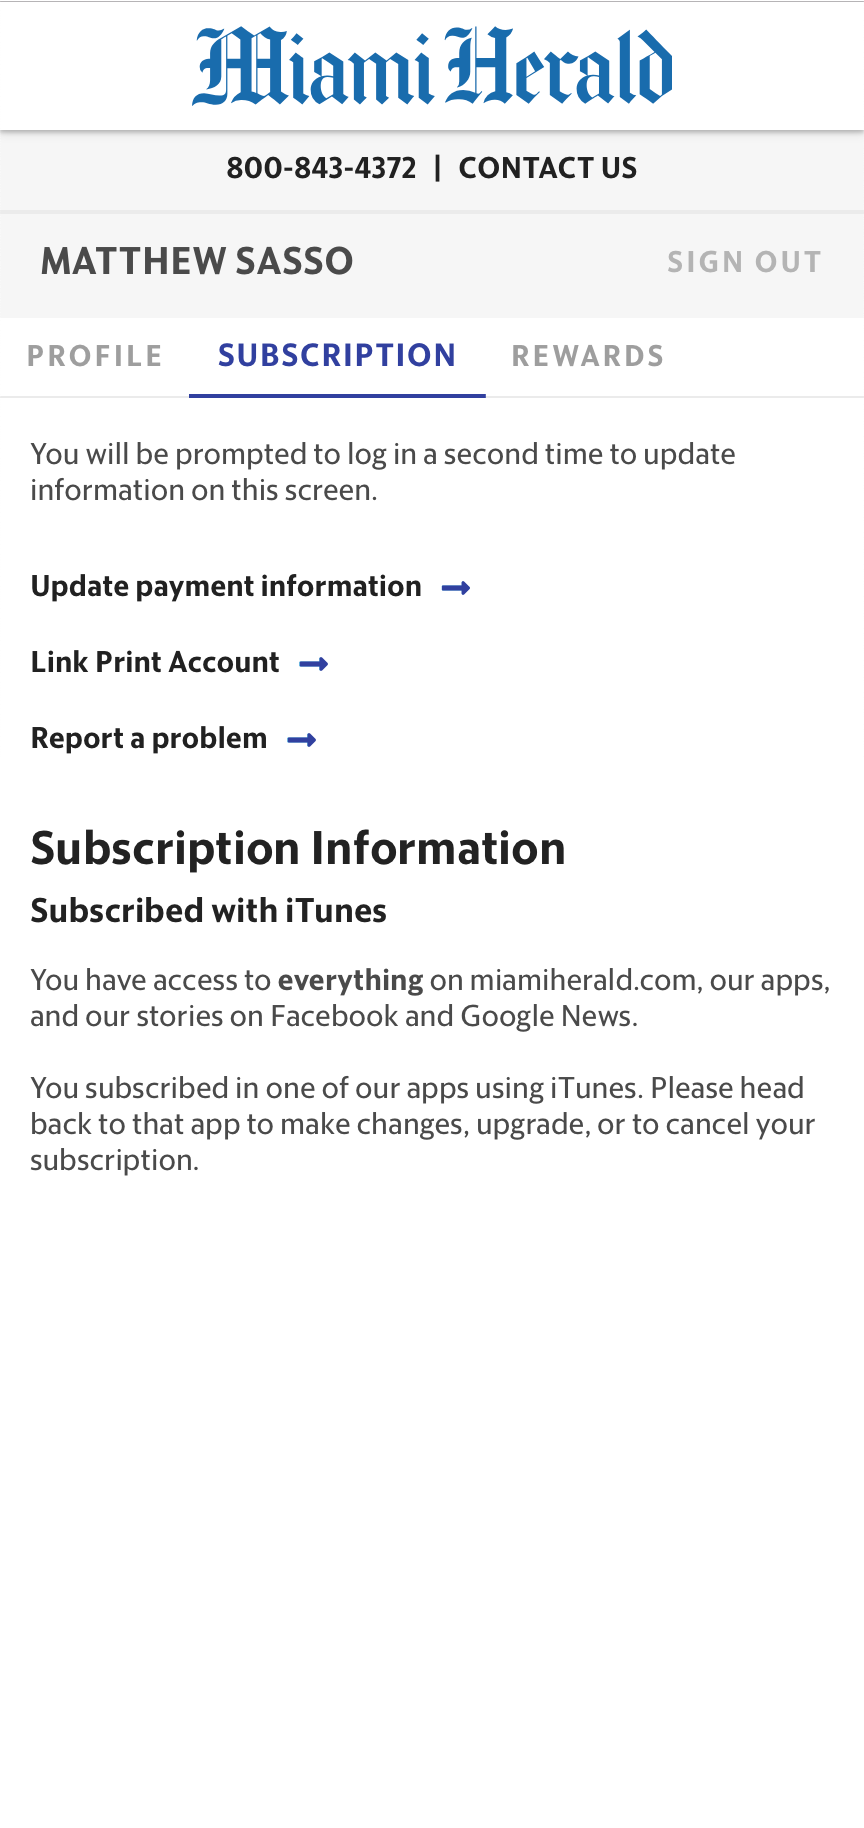 Miami Herald
800-843-4372 | CONTACT US
MATTHEW SASSO SIGN OUT
PROFILE SUBSCRIPTION REWARDS
You will be prompted to log in a second time to update
information on this screen.
Update payment information →
Link Print Account →
Report a problem →
Subscription Information
Subscribed with iTunes
You have access to everything on miamiherald.com, our apps,
and our stories on Facebook and Google News.
You subscribed in one of our apps using iTunes. Please head
back to that app to make changes, upgrade, or to cancel your
subscription.